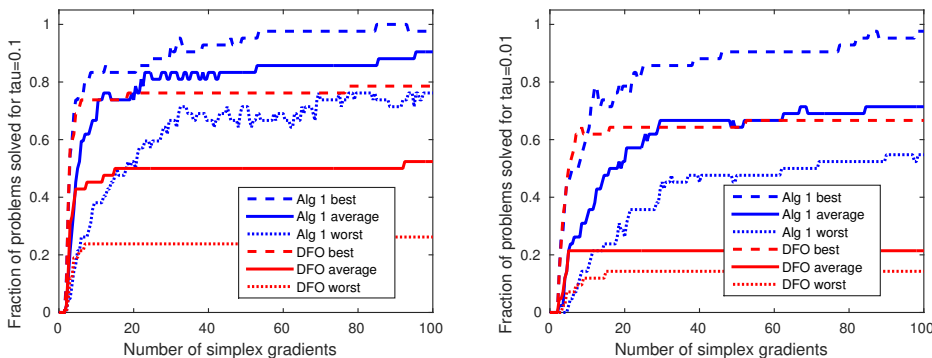 Fraction of problems solved for tau=0.1
1
0.8
0.6
0.4
0.2
0
0
20
40
60
80
100
Number of simplex gradients
Alg 1 best
Alg 1 average
Alg 1 worst
DFO best
DFO average
DFO worst
Fraction of problems solved for tau=0.01
1
0.8
0.6
0.4
0.2
0
0
20
40
60
80
100
Number of simplex gradients
Alg 1 best
Alg 1 average
Alg 1 worst
DFO best
DFO average
DFO worst